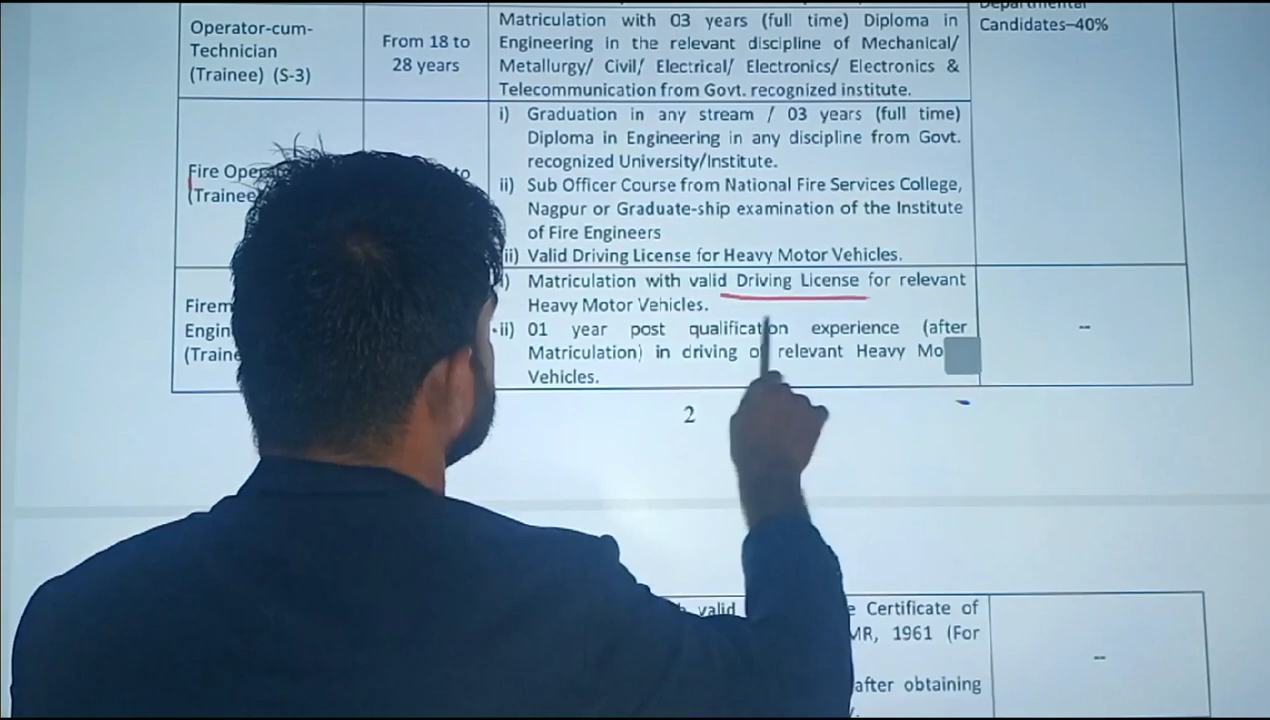 Operator-cum-
Technician
(Trainee) (S-3)
From 18 to
28 years
Matriculation with 03 years (full time) Diploma in
Engineering in the relevant discipline of Mechanical/
Metallurgy/ Civil/ Electrical/ Electronics/ Electronics &
Telecommunication from Govt. recognized institute.
Departmental
Candidates–40%
Fire Oper
(Trainee
to
i) Graduation in any stream / 03 years (full time)
Diploma in Engineering in any discipline from Govt.
recognized University/Institute.
ii) Sub Officer Course from National Fire Services College,
Nagpur or Graduate-ship examination of the Institute
of Fire Engineers
ii) Valid Driving License for Heavy Motor Vehicles.
Firem
Engin
(Traine
i) Matriculation with valid Driving License for relevant
Heavy Motor Vehicles.
ii) 01 year post qualification experience (after
Matriculation) in driving of relevant Heavy Mo
Vehicles.
--
2
valid
e Certificate of
MR, 1961 (For
after obtaining
--